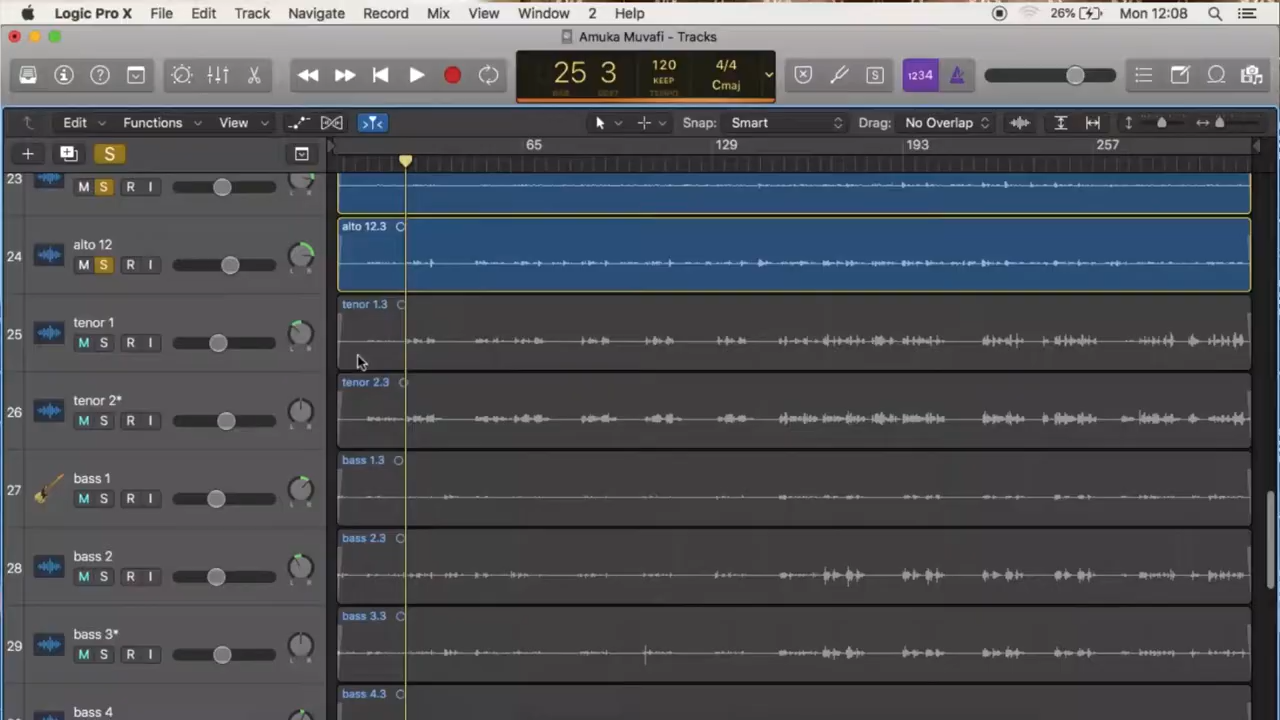 Logic Pro X File Edit Track Navigate Record Mix View Window 2 Help 26% Mon 12:08
Amuka Muvafi - Tracks
25 3 120 KEEP TEMPO 4/4 Cmaj 1234
BAR BEAT
Edit Functions View Snap: Smart Drag: No Overlap
S 65 129 193 257
23 M S R I
24 alto 12 M S R I L R alto 12.3
25 tenor 1 M S R I L R tenor 1.3
26 tenor 2* M S R I L R tenor 2.3
27 bass 1 M S R I L R bass 1.3
28 bass 2 M S R I L R bass 2.3
29 bass 3* M S R I L R bass 3.3
bass 4 bass 4.3